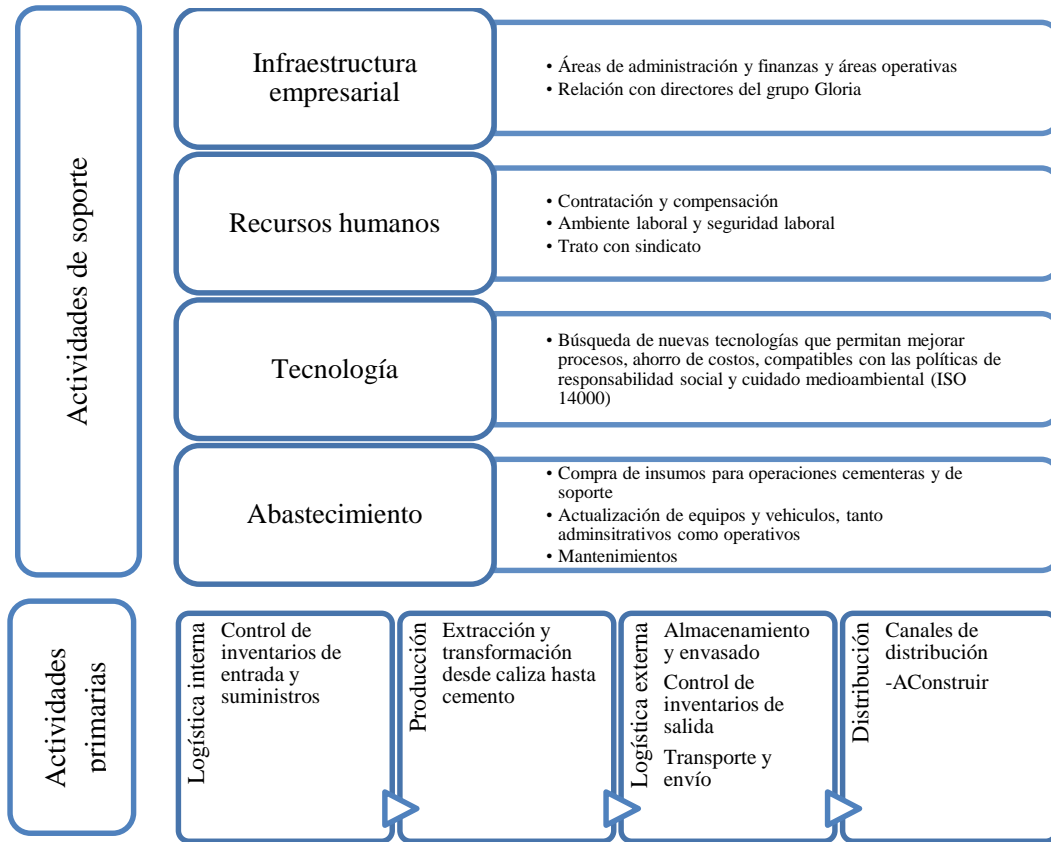 Actividades de soporte
Infraestructura
empresarial
• Áreas de administración y finanzas y áreas operativas
• Relación con directores del grupo Gloria
Recursos humanos
• Contratación y compensación
• Ambiente laboral y seguridad laboral
• Trato con sindicato
Tecnología
• Búsqueda de nuevas tecnologías que permitan mejorar
procesos, ahorro de costos, compatibles con las políticas de
responsabilidad social y cuidado medioambiental (ISO
14000)
Abastecimiento
• Compra de insumos para operaciones cementeras y de
soporte
• Actualización de equipos y vehiculos, tanto
adminsitrativos como operativos
• Mantenimientos
Actividades
primarias
Logística interna
Control de
inventarios de
entrada y
suministros
Producción
Extracción y
transformación
desde caliza hasta
cemento
Logística externa
Almacenamiento
y envasado
Control de
inventarios de
salida
Transporte y
envío
Distribución
Canales de
distribución
-AConstruir